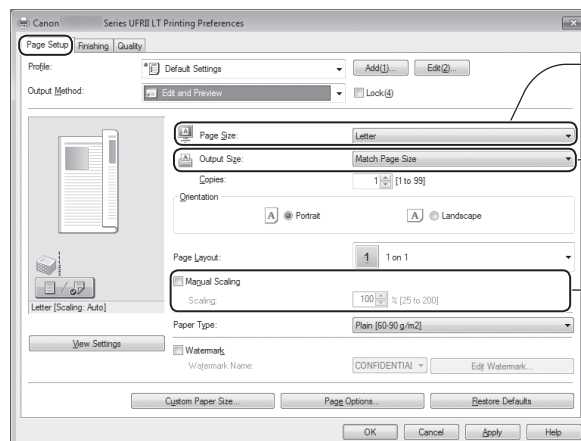 Canon Series UFRII LT Printing Preferences
Page Setup Finishing Quality
Profile: Default Settings Add(1)... Edit(2)...
Output Method: Edit and Preview Lock(4)
Page Size: Letter
Output Size: Match Page Size
Copies: 1 [1 to 99]
Orientation
A Portrait A Landscape
Page Layout: 1 1 on 1
Manual Scaling
Scaling: 100 % [25 to 200]
Letter [Scaling: Auto]
Paper Type: Plain [60-90 g/m2]
View Settings
Watermark
Watermark Name: CONFIDENTIAL Edit Watermark...
Custom Paper Size... Page Options... Restore Defaults
OK Cancel Apply Help